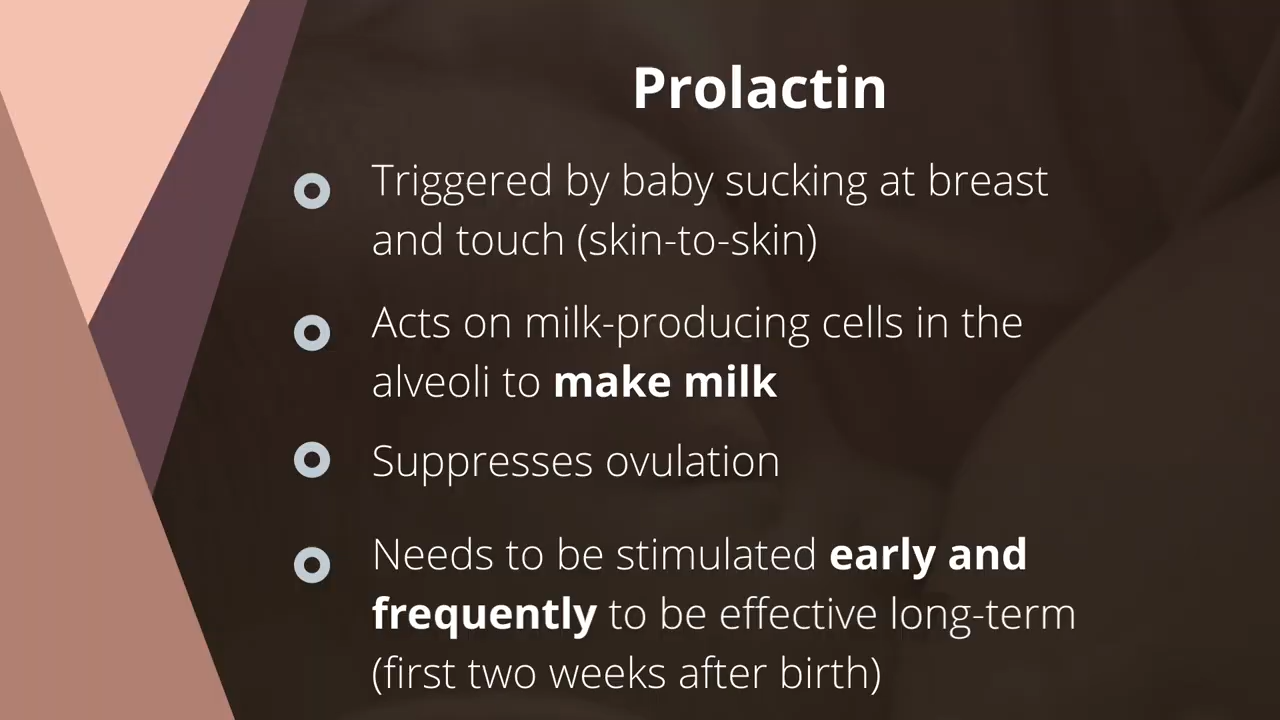 Prolactin
Triggered by baby sucking at breast
and touch (skin-to-skin)
Acts on milk-producing cells in the
alveoli to make milk
Suppresses ovulation
Needs to be stimulated early and
frequently to be effective long-term
(first two weeks after birth)